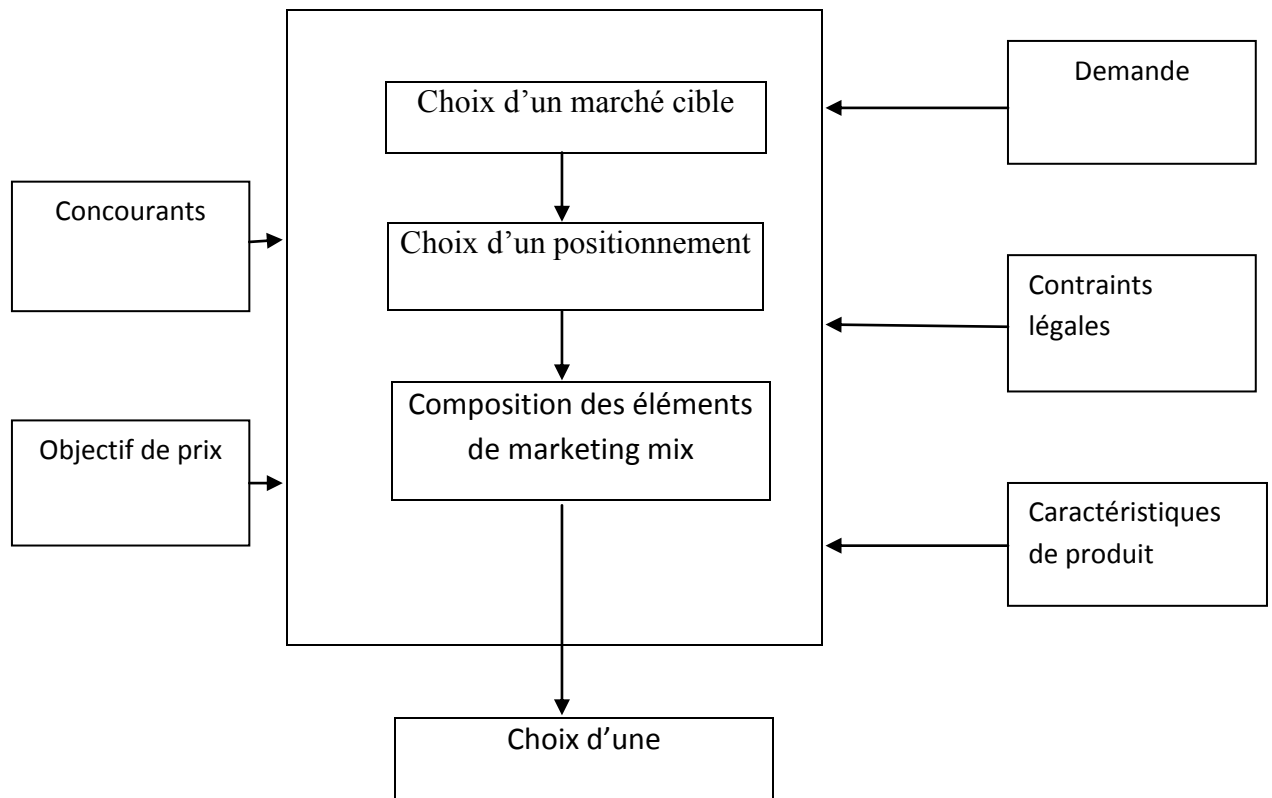 Choix d’un marché cible
Demande
Concourants
Choix d’un positionnement
Contraints
légales
Composition des éléments
de marketing mix
Objectif de prix
Caractéristiques
de produit
Choix d’une